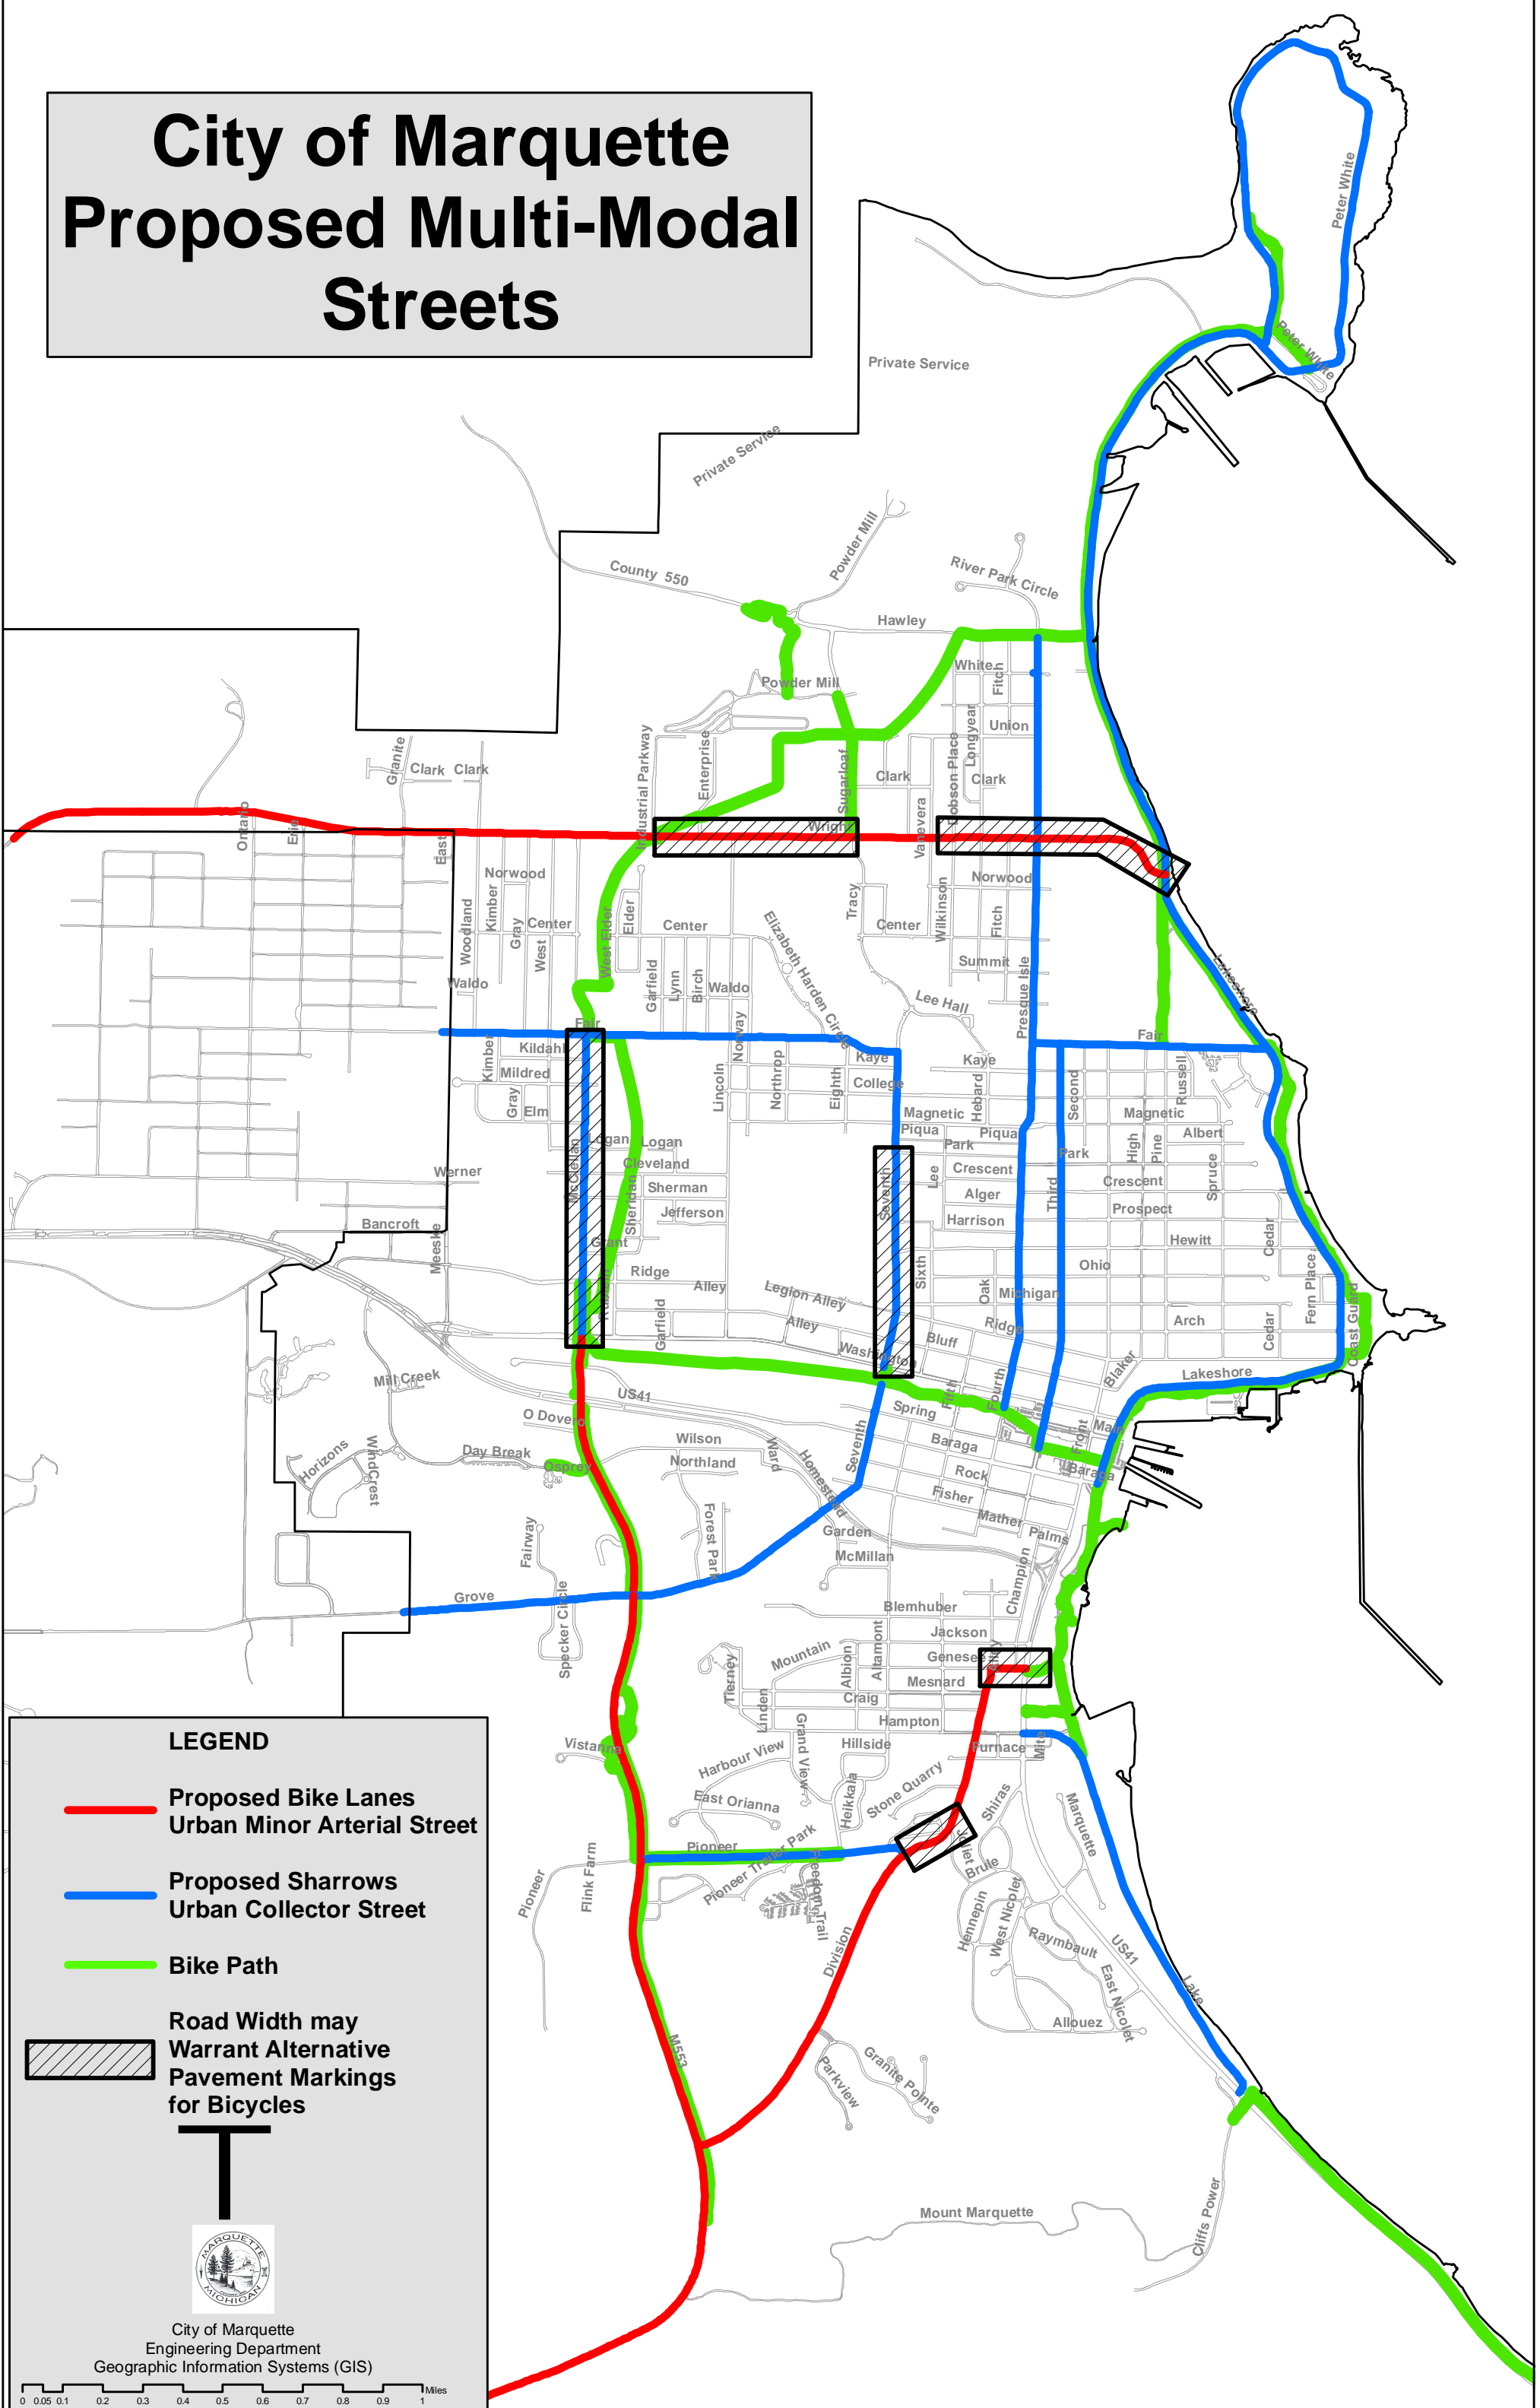 City of Marquette
Proposed Multi-Modal
Streets
Peter White
Peter White
Private Service
Private Service
County 550
Powder Mill
River Park Circle
Hawley
White
Fitch
Powder Mill
Union
Longyear
Industrial Parkway
Enterprise
Sugarloaf
Dobson Place
Granite
Clark
Clark
Clark
Clark
Vanevera
Ontario
Erie
East
Wright
Norwood
Norwood
Kimber
Woodland
Gray
Center
West
West Elder
Elder
Center
Tracy
Center
Wilkinson
Fitch
Elizabeth Harden Circle
Summit
Presque Isle
Lakeshore
Waldo
Garfield
Lynn
Birch
Waldo
Lee Hall
Norway
Fair
Fair
Kimber
Kildahl
Mildred
Gray
Elm
Kaye
Kaye
College
Lincoln
Northrop
Eighth
Hebard
Second
Russell
Magnetic
Magnetic
Piqua
Piqua
Park
Park
High
Pine
Albert
Logan
Logan
McClellan
Cleveland
Werner
Sheridan
Sherman
Jefferson
Seventh
Lee
Crescent
Crescent
Alger
Third
Spruce
Prospect
Harrison
Bancroft
Meeske
Grant
Hewitt
Cedar
Ridge
Alley
Sixth
Ohio
Oak
Michigan
Fern Place
Legion Alley
Alley
Garfield
Washington
Bluff
Ridge
Arch
Cedar
Coast Guard
Blaker
Lakeshore
Mill Creek
US41
O Dovero
Fifth
Fourth
Spring
Main
Front
Baraga
Baraga
Seventh
Wilson
Northland
Ward
Homestead
Day Break
Osprey
Horizons
WindCrest
Rock
Fisher
Mather
Palms
Fairway
Forest Park
Garden
McMillan
Champion
Grove
Specker Circle
Blemhuber
Jackson
Genesee
Alley
Mountain
Albion
Altamont
Mesnard
Tierney
Linden
Craig
Hampton
Grand View
Hillside
Furnace
Mite
Vistanna
Harbour View
Heikkala
Stone Quarry
East Orianna
Shiras
Marquette
Pioneer
Pioneer
Flink Farm
Pioneer Trailer Park
Freedom Trail
Joliet
Brule
Division
Hennepin
West Nicolet
Raymbault
US41
East Nicolet
Lake
Allouez
M553
Parkview
Granite Pointe
Mount Marquette
Cliffs Power
LEGEND
Proposed Bike Lanes
Urban Minor Arterial Street
Proposed Sharrows
Urban Collector Street
Bike Path
Road Width may
Warrant Alternative
Pavement Markings
for Bicycles
MARQUETTE
MICHIGAN
City of Marquette
Engineering Department
Geographic Information Systems (GIS)
Miles
0 0.05 0.1 0.2 0.3 0.4 0.5 0.6 0.7 0.8 0.9 1